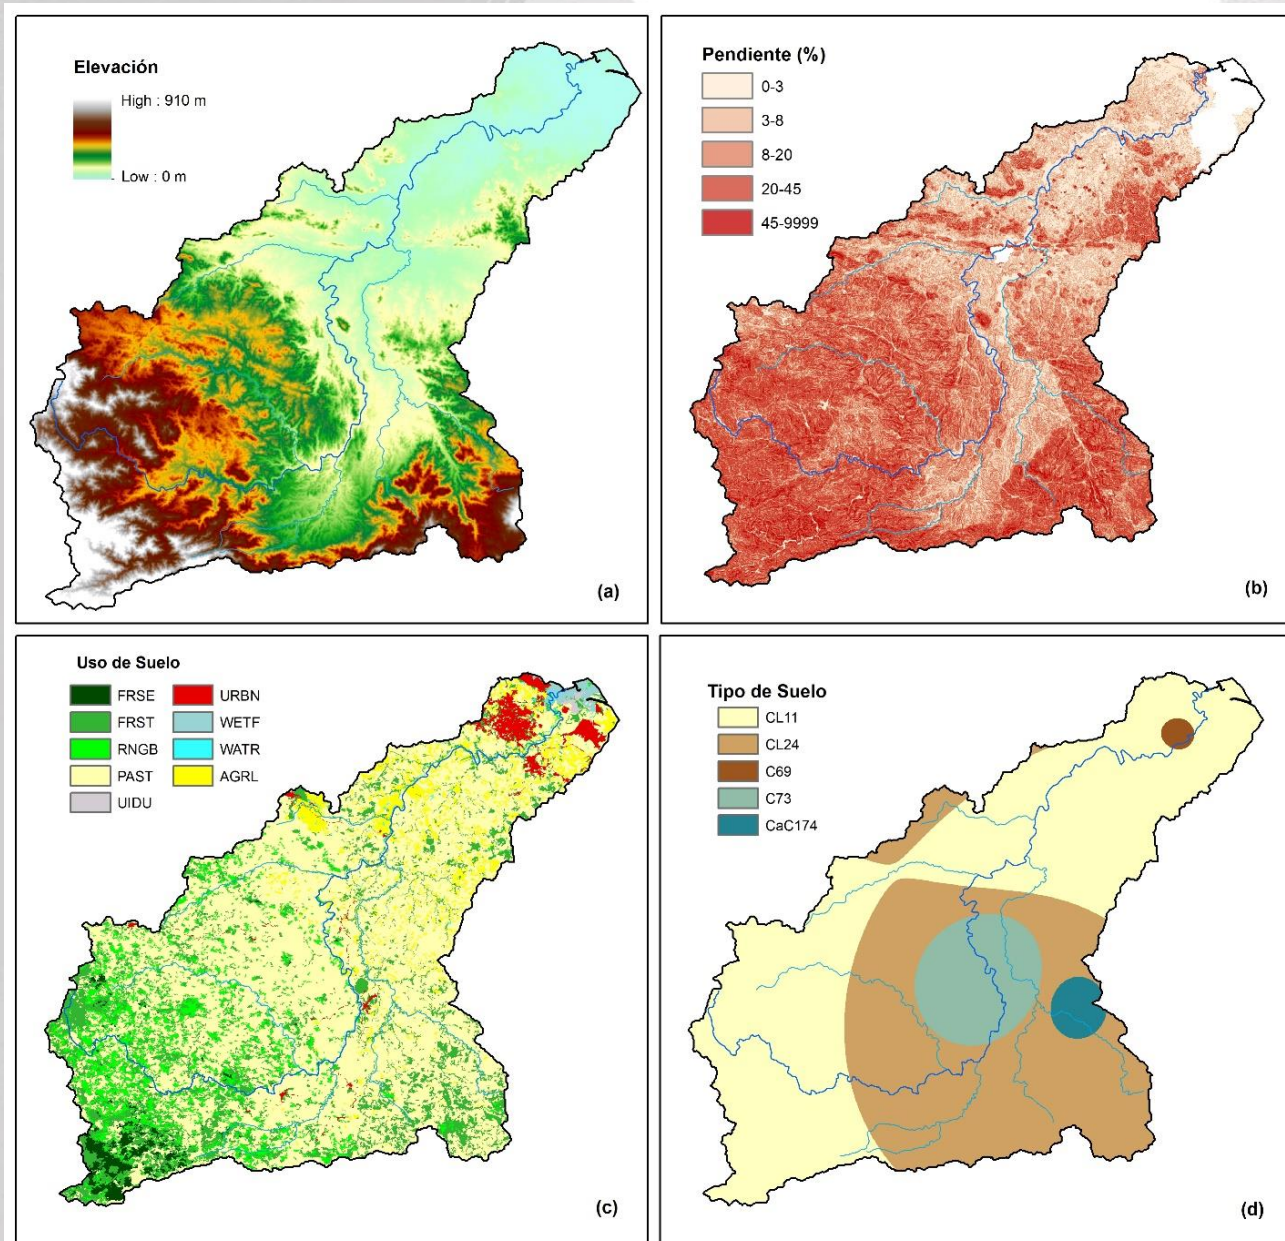 Elevación
High : 910 m
Low : 0 m
(a)
Pendiente (%)
0-3
3-8
8-20
20-45
45-9999
(b)
Uso de Suelo
FRSE
URBN
FRST
WETF
RNGB
WATR
PAST
AGRL
UIDU
(c)
Tipo de Suelo
CL11
CL24
C69
C73
CaC174
(d)